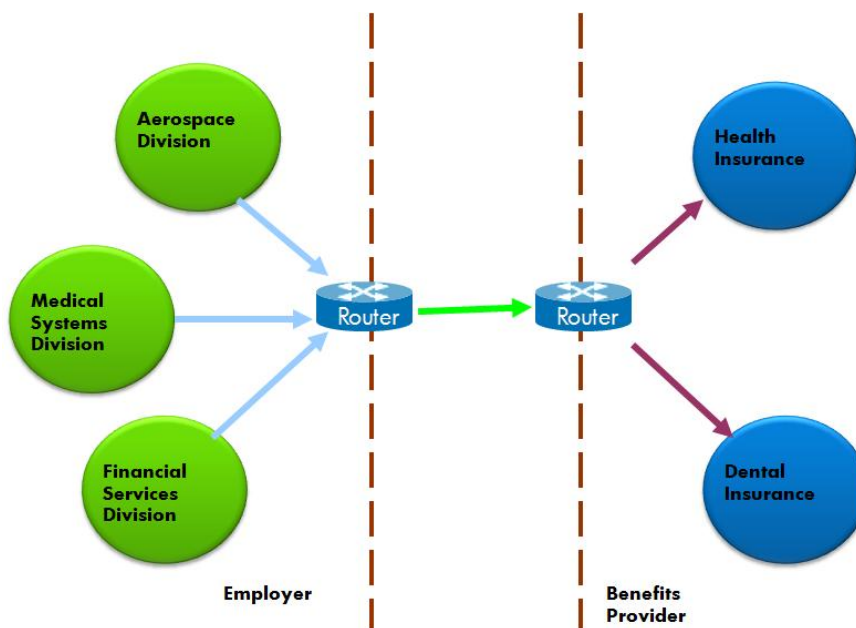 Aerospace
Division
Health
Insurance
Medical
Systems
Division
Router
Router
Financial
Services
Division
Dental
Insurance
Employer
Benefits
Provider